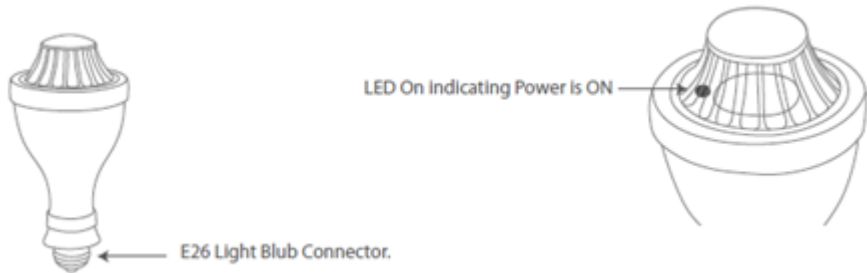 LED On indicating Power is ON
E26 Light Blub Connector.